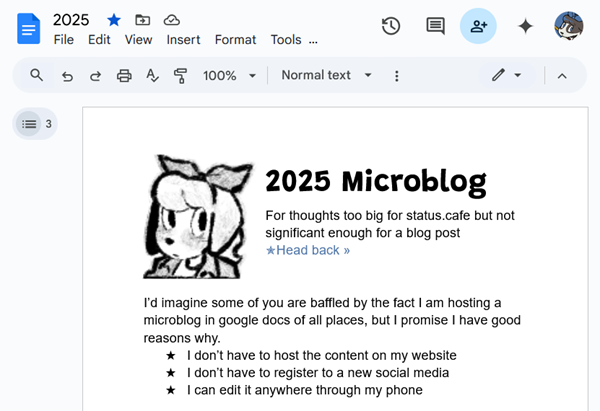 2025
File Edit View Insert Format Tools ...
100% Normal text
3
2025 Microblog
For thoughts too big for status.cafe but not
significant enough for a blog post
★Head back »
I’d imagine some of you are baffled by the fact I am hosting a
microblog in google docs of all places, but I promise I have good
reasons why.
★ I don’t have to host the content on my website
★ I don’t have to register to a new social media
★ I can edit it anywhere through my phone